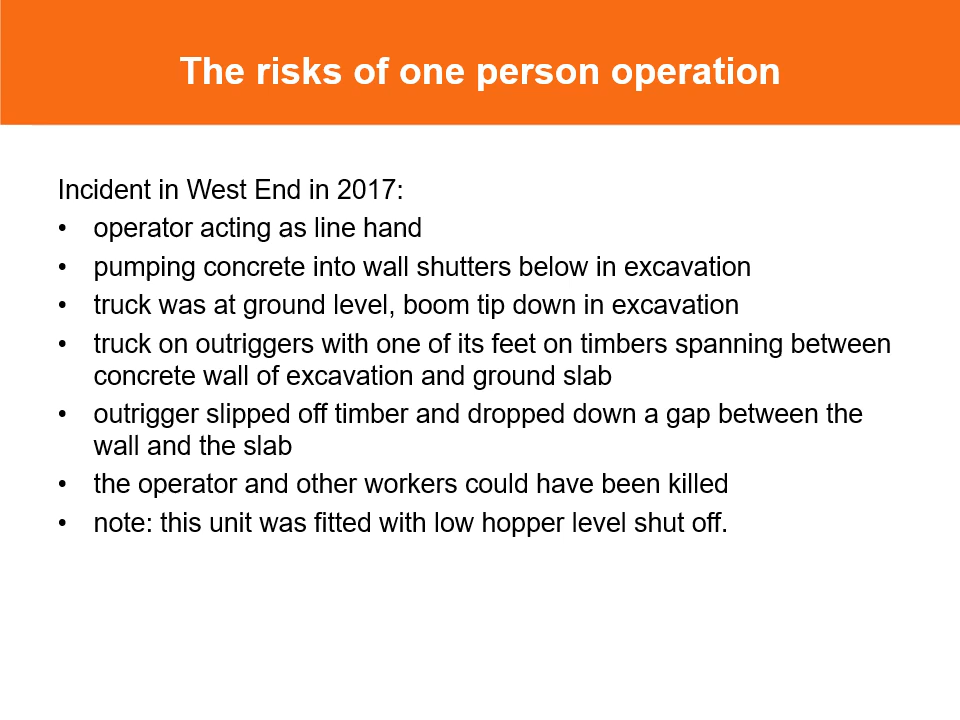 The risks of one person operation
Incident in West End in 2017:
• operator acting as line hand
• pumping concrete into wall shutters below in excavation
• truck was at ground level, boom tip down in excavation
• truck on outriggers with one of its feet on timbers spanning between
concrete wall of excavation and ground slab
• outrigger slipped off timber and dropped down a gap between the
wall and the slab
• the operator and other workers could have been killed
• note: this unit was fitted with low hopper level shut off.